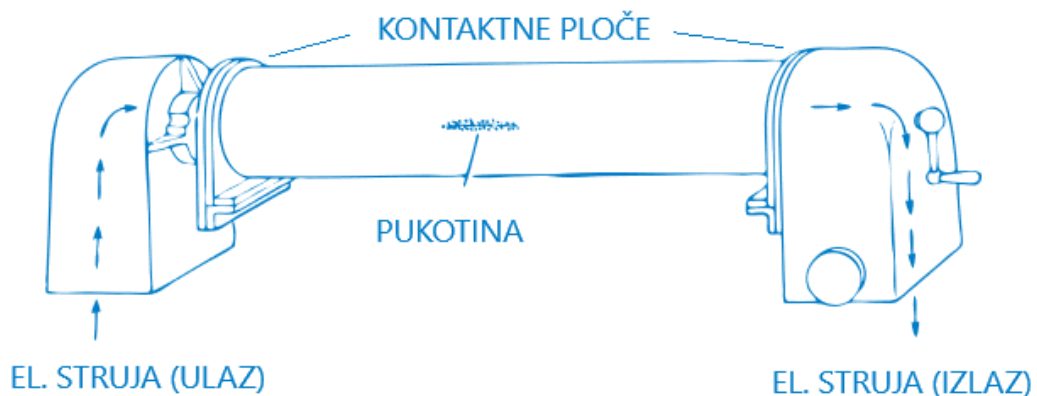 KONTAKTNE PLOČE
PUKOTINA
EL. STRUJA (ULAZ)
EL. STRUJA (IZLAZ)